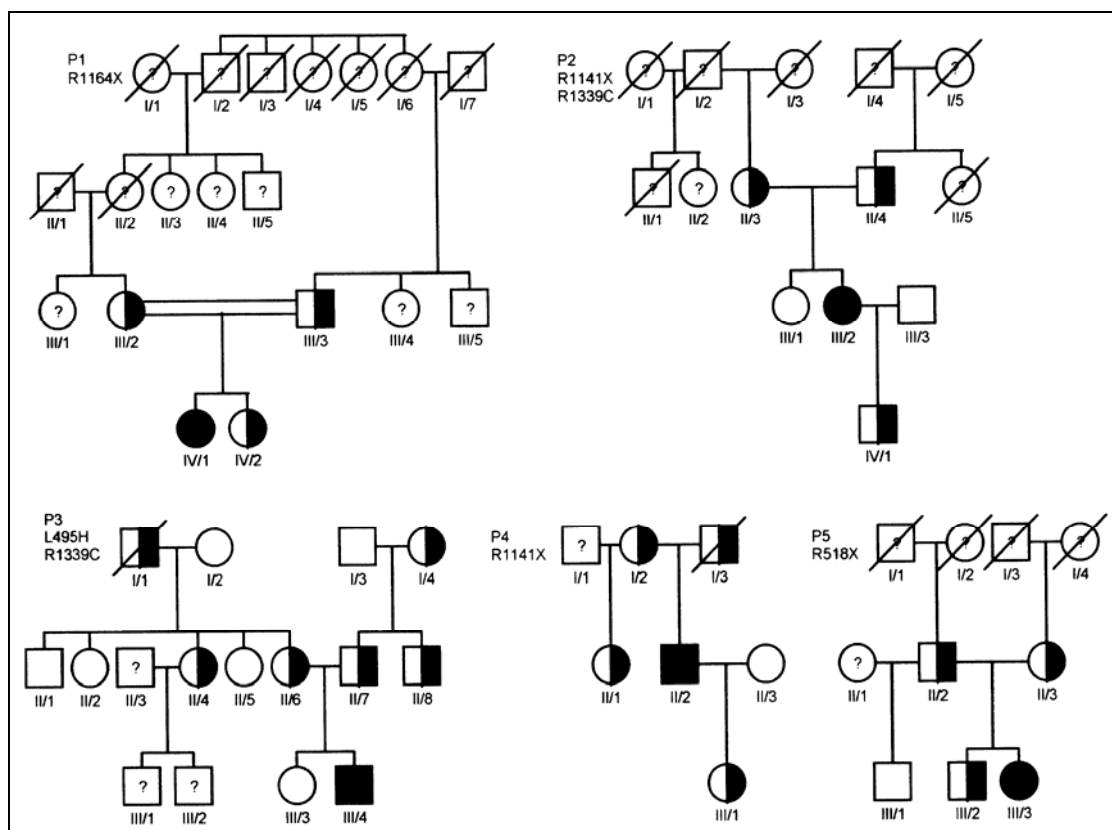 P1
R1164X
? ? ? ? ? ? ?
I/1 I/2 I/3 I/4 I/5 I/6 I/7
? ? ? ? ?
II/1 II/2 II/3 II/4 II/5
? ? ?
III/1 III/2 III/3 III/4 III/5
IV/1 IV/2
P2
R1141X
R1339C
? ? ? ? ?
I/1 I/2 I/3 I/4 I/5
? ? ?
II/1 II/2 II/3 II/4 II/5
III/1 III/2 III/3
IV/1
P3
L495H
R1339C
I/1 I/2 I/3 I/4
?
II/1 II/2 II/3 II/4 II/5 II/6 II/7 II/8
? ?
III/1 III/2 III/3 III/4
P4
R1141X
?
I/1 I/2 I/3
II/1 II/2 II/3
III/1
P5
R518X
? ? ? ?
I/1 I/2 I/3 I/4
?
II/1 II/2 II/3
III/1 III/2 III/3